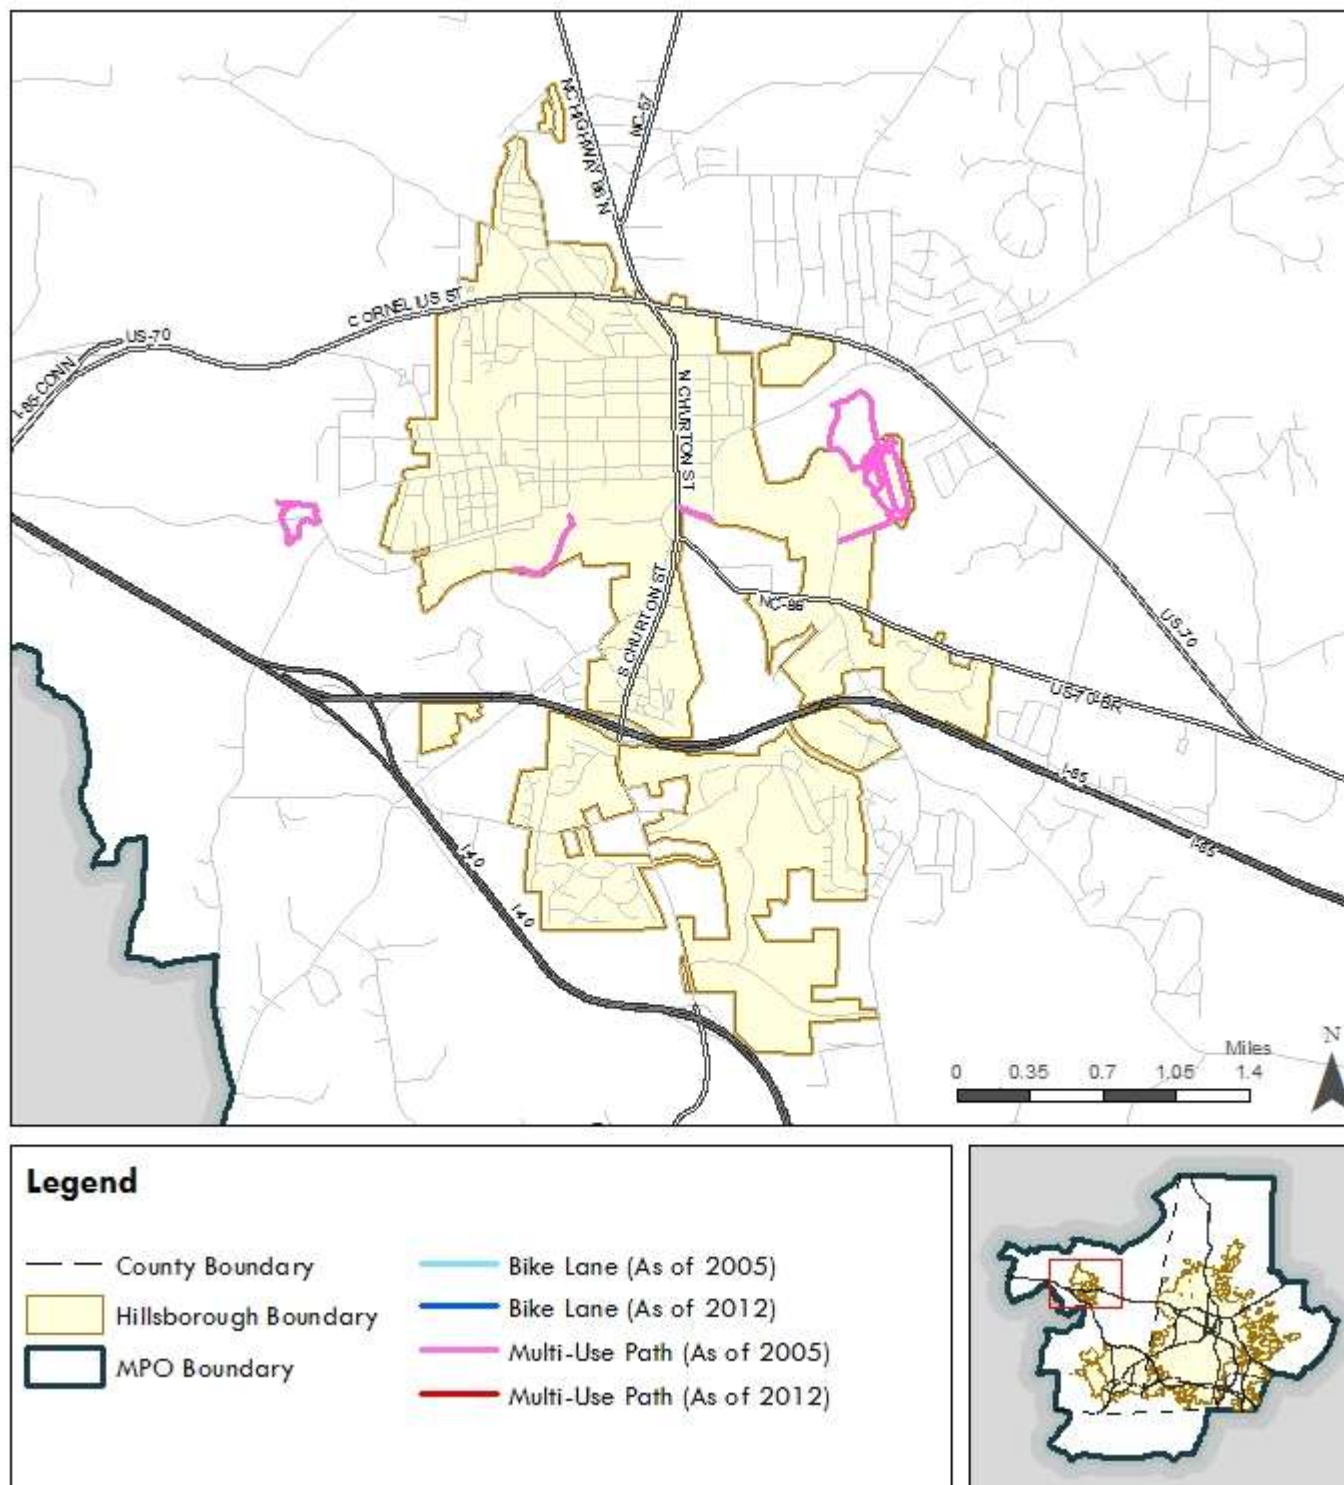 NC HIGHWAY 86 N
NC-57
CORNELIUS ST
US-70
I-85-CONN
N CHURTON ST
S CHURTON ST
NC-86
US-70
US-70-BR
I-85
I-85
I-40
I-40
Miles
0 0.35 0.7 1.05 1.4
N
Legend
County Boundary
Hillsborough Boundary
MPO Boundary
Bike Lane (As of 2005)
Bike Lane (As of 2012)
Multi-Use Path (As of 2005)
Multi-Use Path (As of 2012)